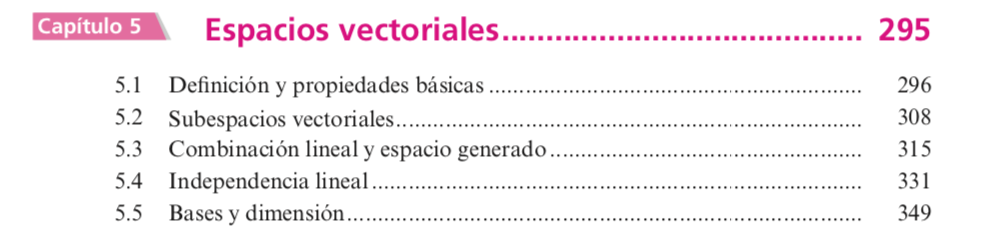 Capítulo 5 Espacios vectoriales......................................... 295
5.1 Definición y propiedades básicas ............................................................. 296
5.2 Subespacios vectoriales............................................................................ 308
5.3 Combinación lineal y espacio generado................................................... 315
5.4 Independencia lineal................................................................................ 331
5.5 Bases y dimensión.................................................................................... 349